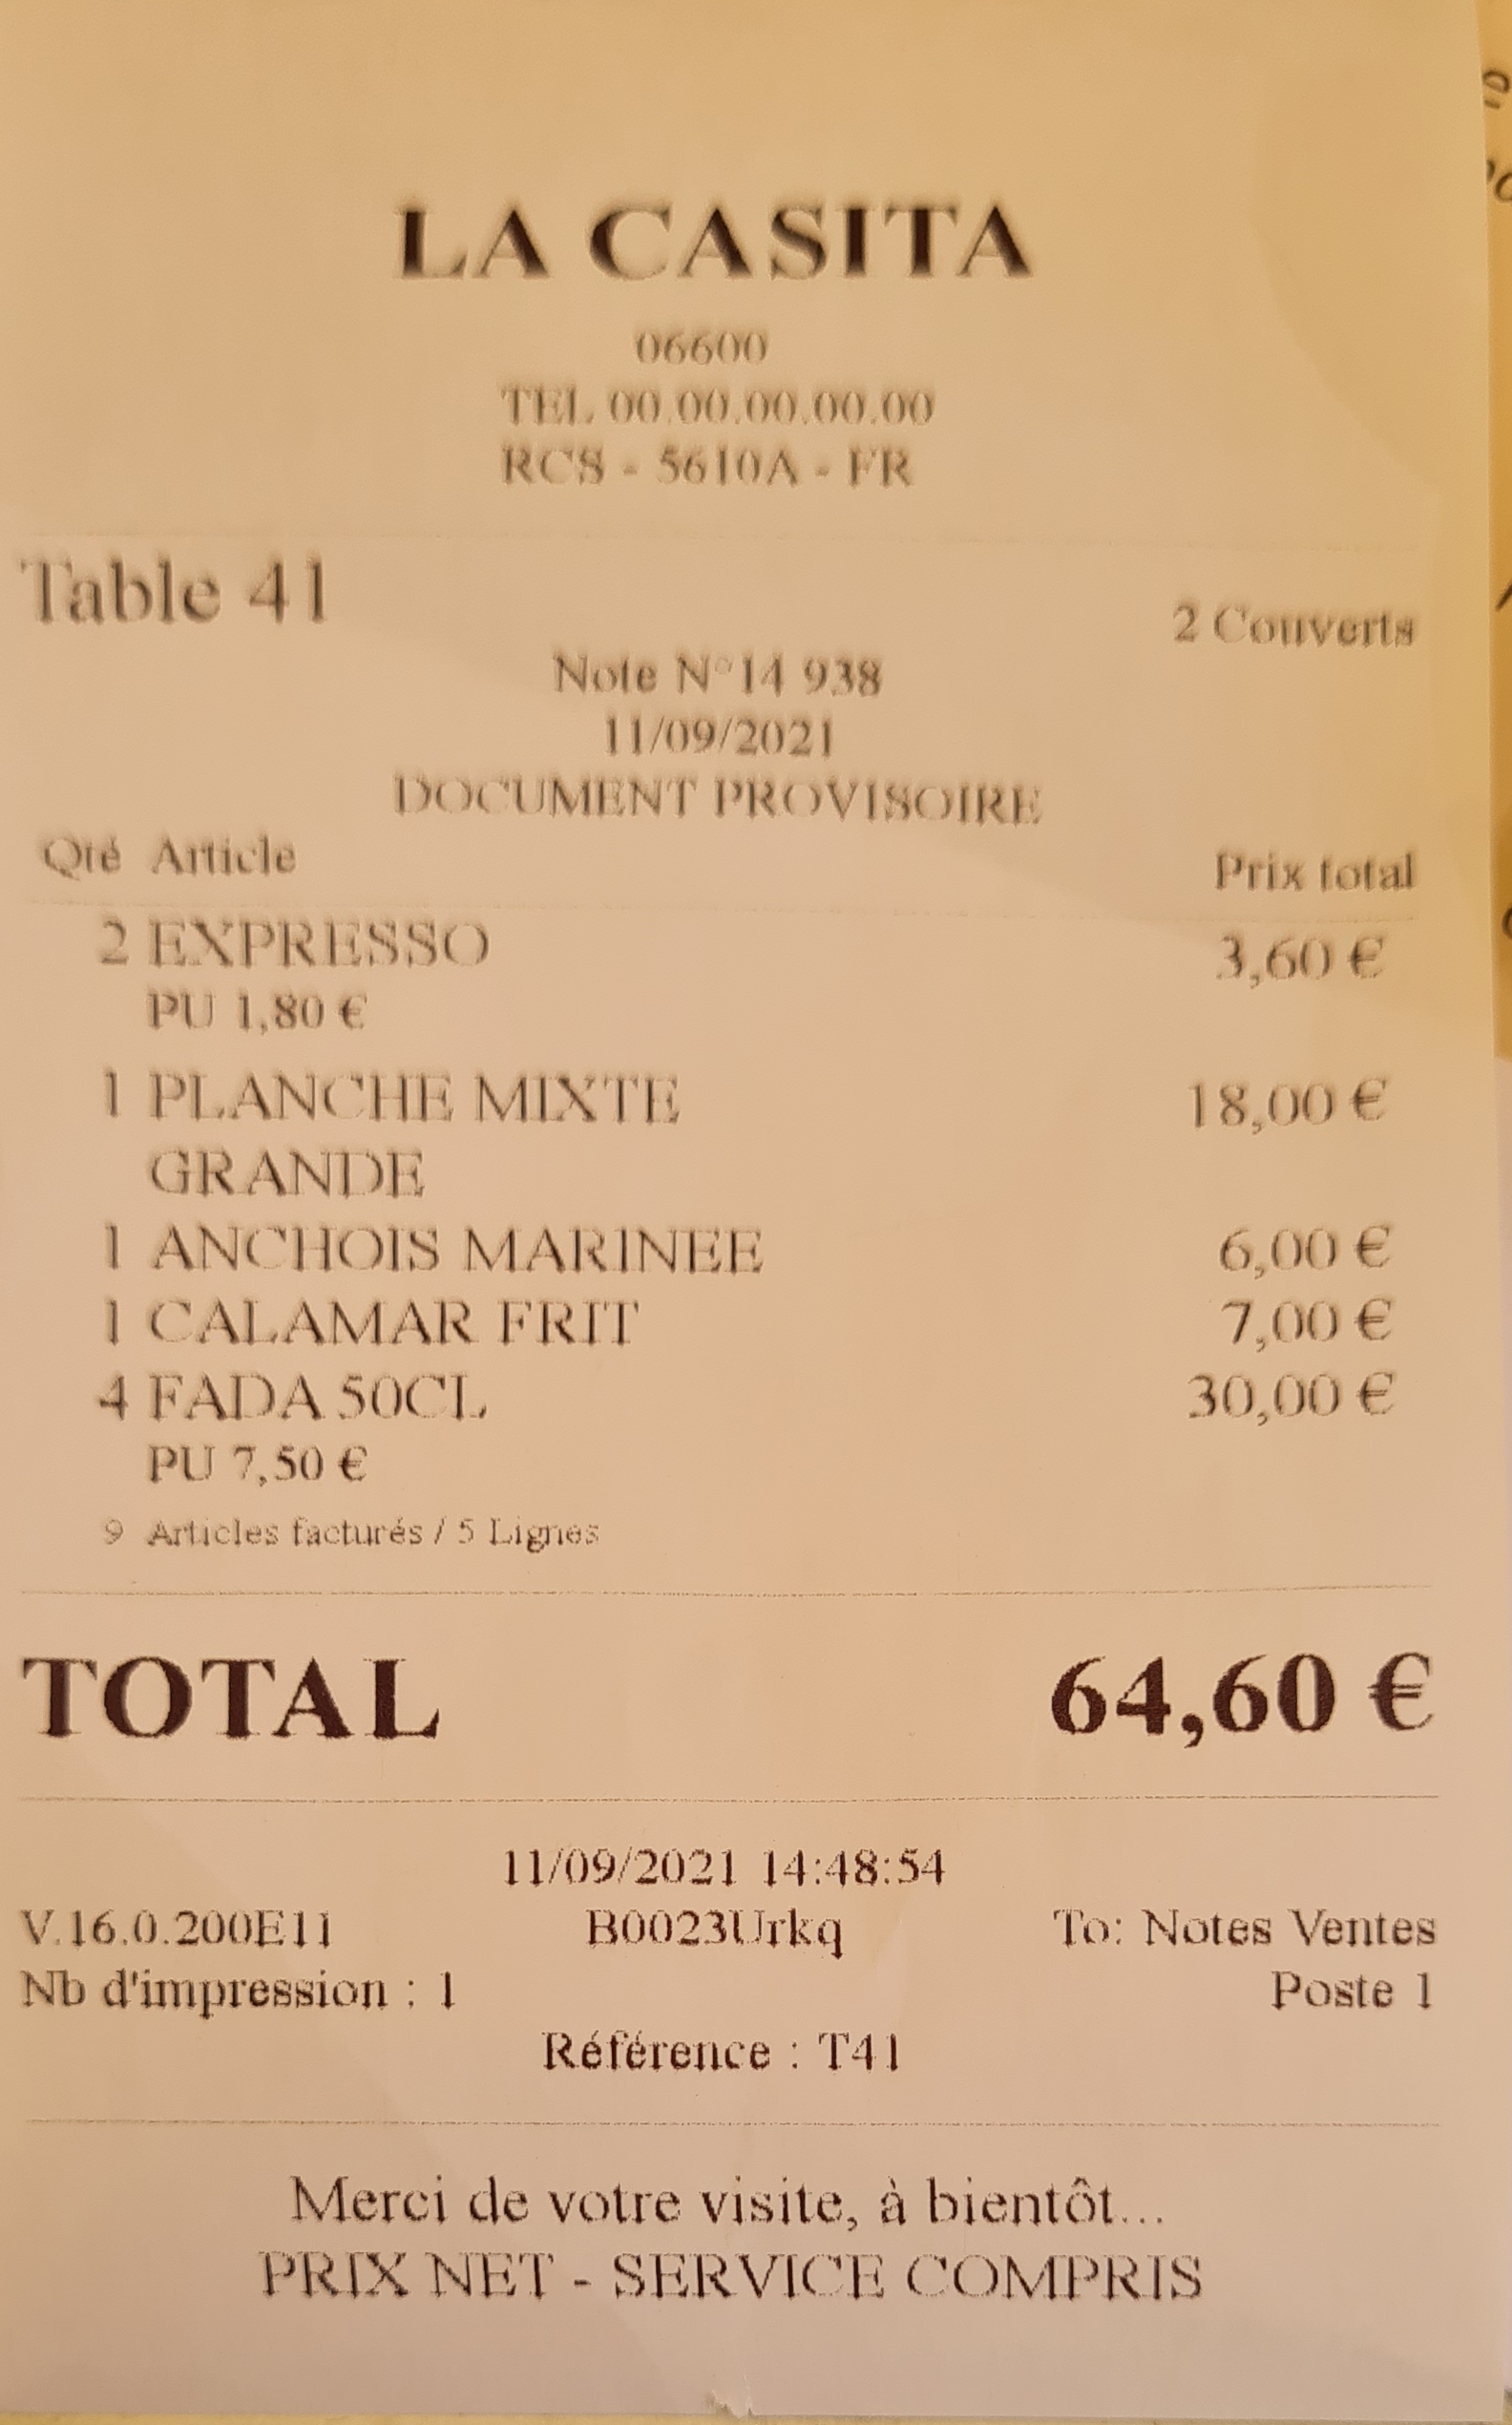 LA CASITA
06600
TEL 00.00.00.00.00
RCS - 5610A - FR
Table 41
2 Couverts
Note N°14 938
11/09/2021
DOCUMENT PROVISOIRE
Qté Article Prix total
2 EXPRESSO 3,60 €
PU 1,80 €
1 PLANCHE MIXTE 18,00 €
GRANDE
1 ANCHOIS MARINEE 6,00 €
1 CALAMAR FRIT 7,00 €
4 FADA 50CL 30,00 €
PU 7,50 €
9 Articles facturés / 5 Lignes
TOTAL 64,60 €
11/09/2021 14:48:54
V.16.0.200E11 B0023Urkq To: Notes Ventes
Nb d'impression : 1 Poste 1
Référence : T41
Merci de votre visite, à bientôt...
PRIX NET - SERVICE COMPRIS